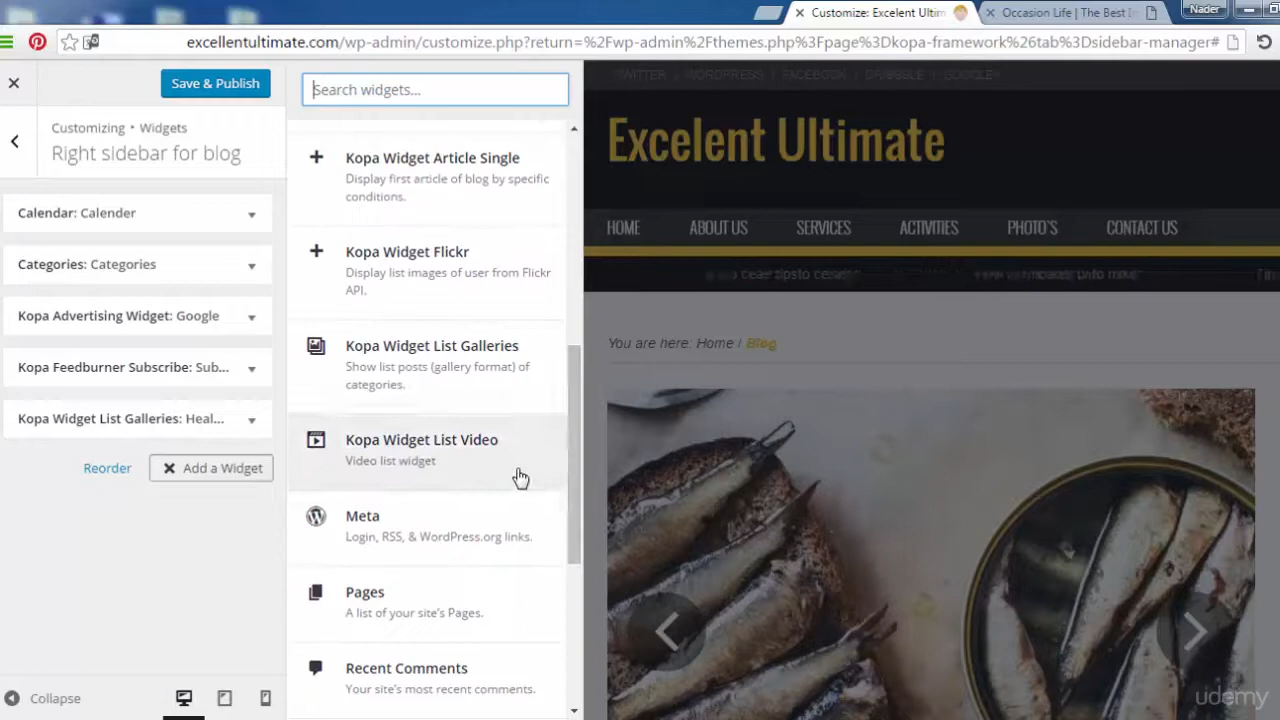 Customize: Excelent Ultim
Occasion Life | The Best I
Nader
excellentultimate.com/wp-admin/customize.php?return=%2Fwp-admin%2Fthemes.php%3Fpage%3Dkopa-framework%26tab%3Dsidebar-manager#
Save & Publish
Customizing • Widgets
Right sidebar for blog
Calendar: Calender
Categories: Categories
Kopa Advertising Widget: Google
Kopa Feedburner Subscribe: Sub...
Kopa Widget List Galleries: Heal...
Reorder
Add a Widget
Collapse
Search widgets...
Kopa Widget Article Single
Display first article of blog by specific
conditions.
Kopa Widget Flickr
Display list images of user from Flickr
API.
Kopa Widget List Galleries
Show list posts (gallery format) of
categories.
Kopa Widget List Video
Video list widget
Meta
Login, RSS, & WordPress.org links.
Pages
A list of your site's Pages.
Recent Comments
Your site's most recent comments.
TWITTER | WORDPRESS | FACEBOOK | DRIBBBLE | GOOGLE+
Excelent Ultimate
HOME ABOUT US SERVICES ACTIVITIES PHOTO'S CONTACT US
You are here: Home / Blog
udemy